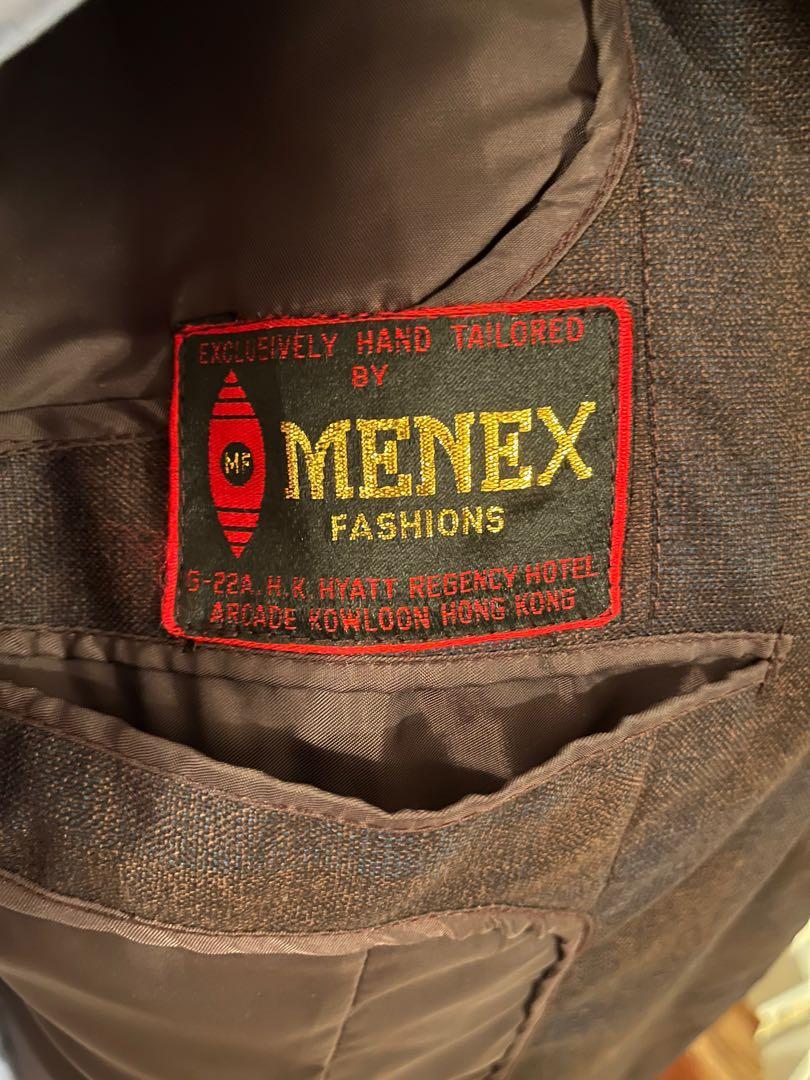 EXCLUSIVELY HAND TAILORED
BY
MF
MENEX
FASHIONS
G-22A. H.K. HYATT REGENCY HOTEL
ARCADE KOWLOON HONG KONG